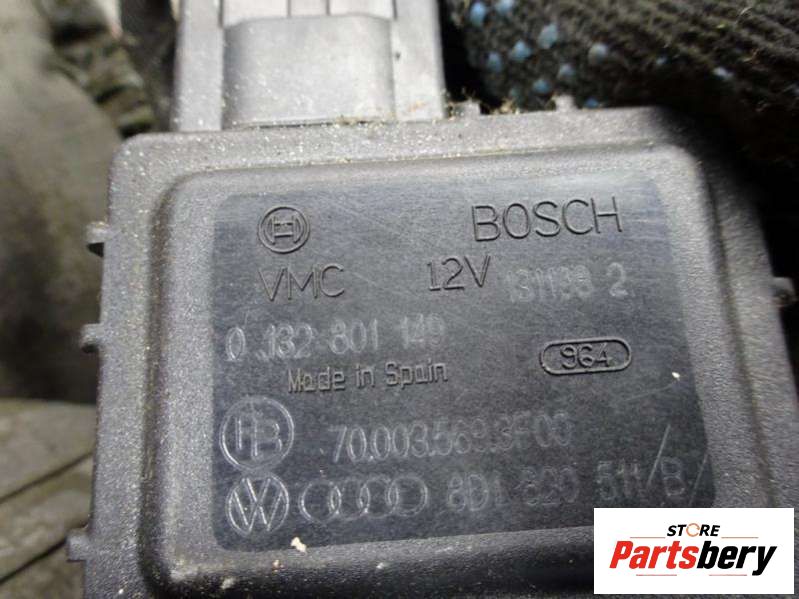 BOSCH
VMC 12V 131198 2
0 132 801 149
Made in Spain 964
70.003.569.3F00
8D1 820 511/B/
STORE
Partsbery